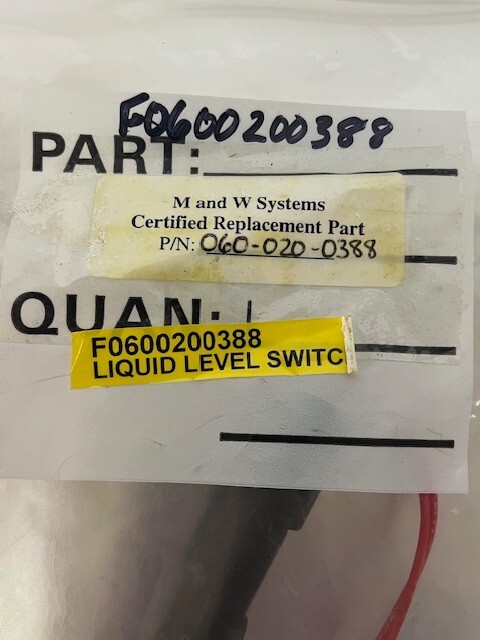 F0600200388
PART:
M and W Systems
Certified Replacement Part
P/N: 060-020-0388
QUAN: 1
F0600200388
LIQUID LEVEL SWITC